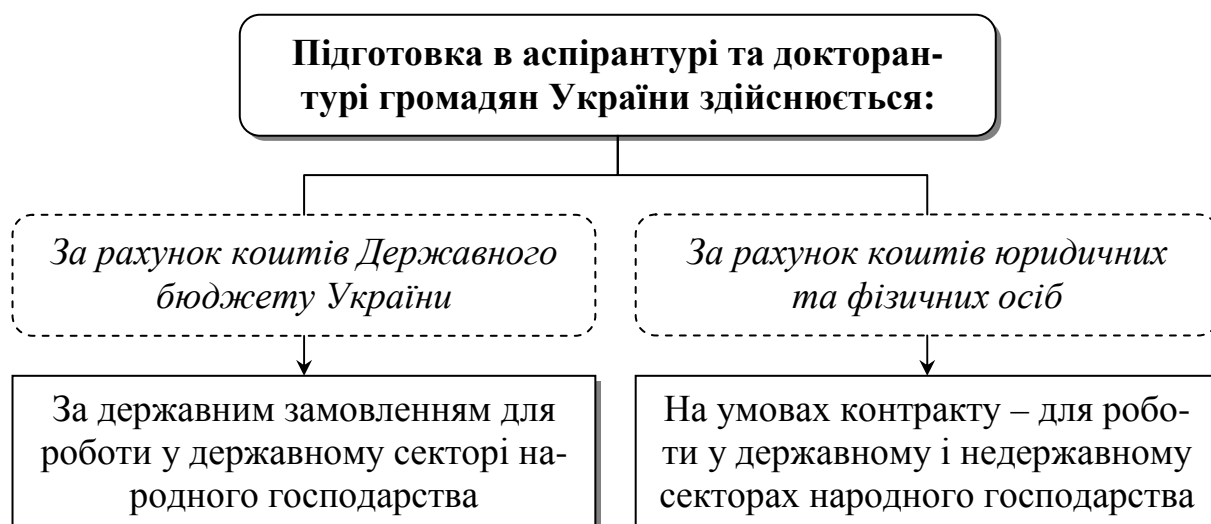 Підготовка в аспірантурі та докторан-
турі громадян України здійснюється:
За рахунок коштів Державного
бюджету України
За рахунок коштів юридичних
та фізичних осіб
За державним замовленням для
роботи у державному секторі на-
родного господарства
На умовах контракту – для робо-
ти у державному і недержавному
секторах народного господарства